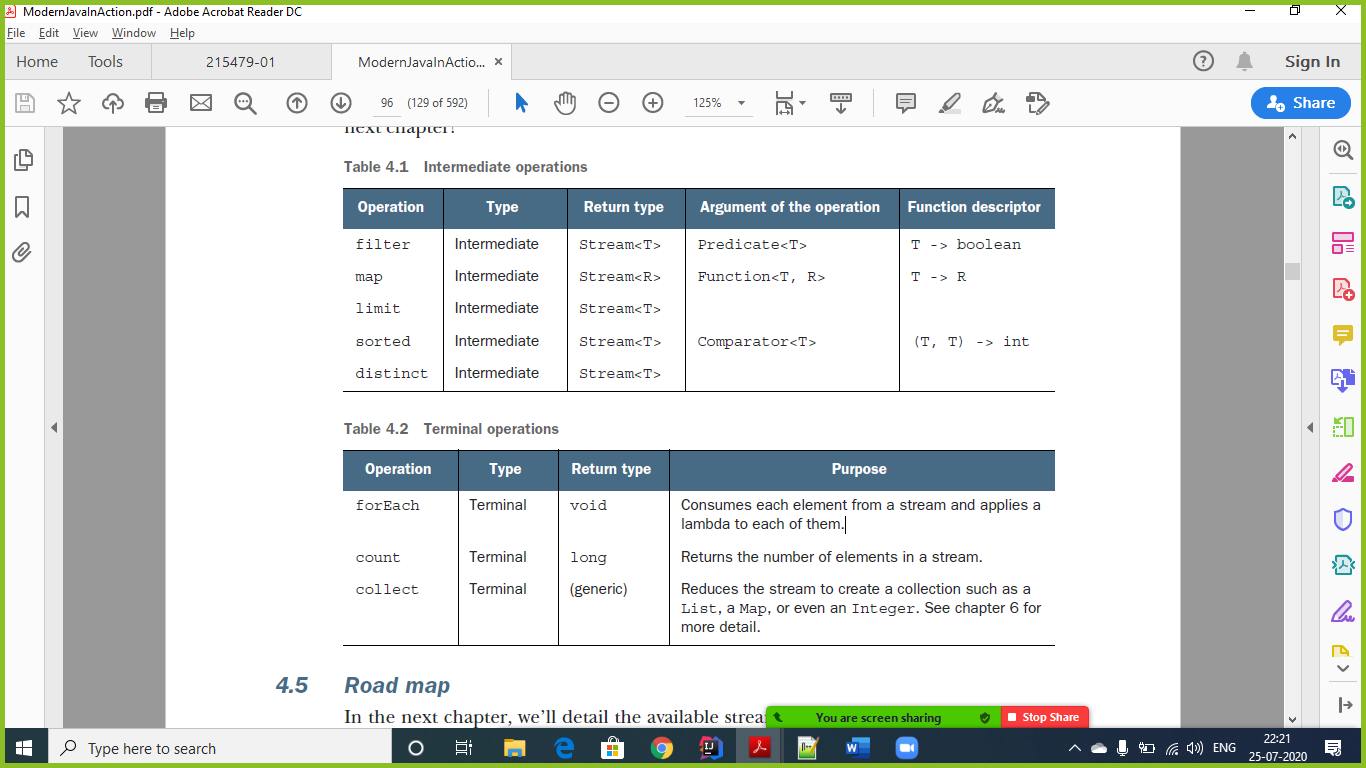 ModernJavaInAction.pdf - Adobe Acrobat Reader DC
File Edit View Window Help
Home Tools 215479-01 ModernJavaInActio... × Sign In
96 (129 of 592) 125% Share
next chapter!
Table 4.1 Intermediate operations
Operation Type Return type Argument of the operation Function descriptor
filter Intermediate Stream<T> Predicate<T> T -> boolean
map Intermediate Stream<R> Function<T, R> T -> R
limit Intermediate Stream<T>
sorted Intermediate Stream<T> Comparator<T> (T, T) -> int
distinct Intermediate Stream<T>
Table 4.2 Terminal operations
Operation Type Return type Purpose
forEach Terminal void Consumes each element from a stream and applies a
lambda to each of them.
count Terminal long Returns the number of elements in a stream.
collect Terminal (generic) Reduces the stream to create a collection such as a
List, a Map, or even an Integer. See chapter 6 for
more detail.
4.5 Road map
In the next chapter, we'll detail the available
You are screen sharing Stop Share
Type here to search ENG 22:21
25-07-2020